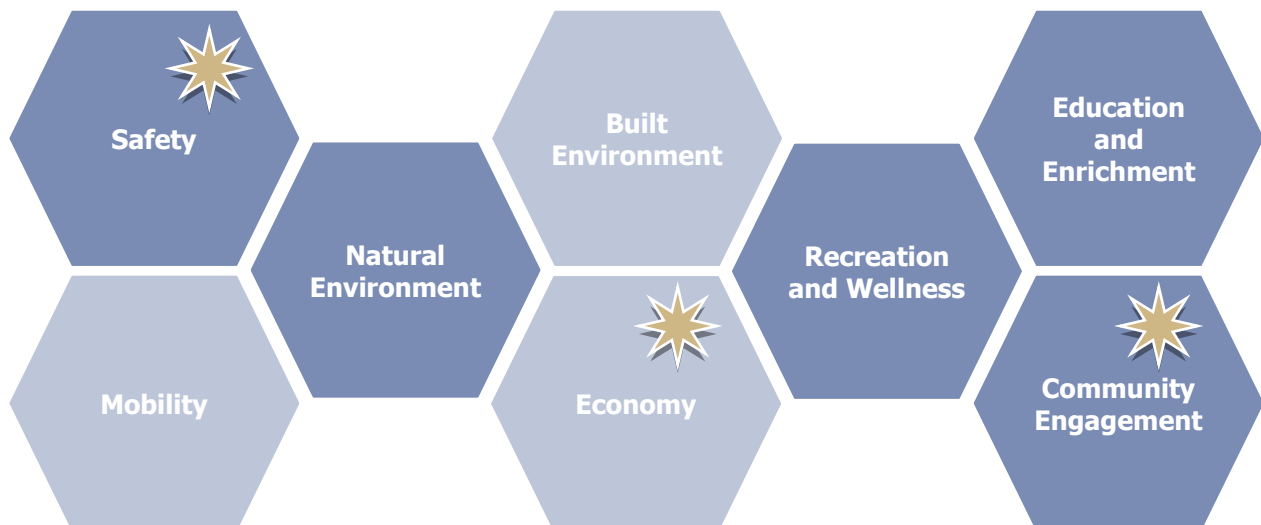 Safety
Built
Environment
Education
and
Enrichment
Natural
Environment
Recreation
and Wellness
Mobility
Economy
Community
Engagement